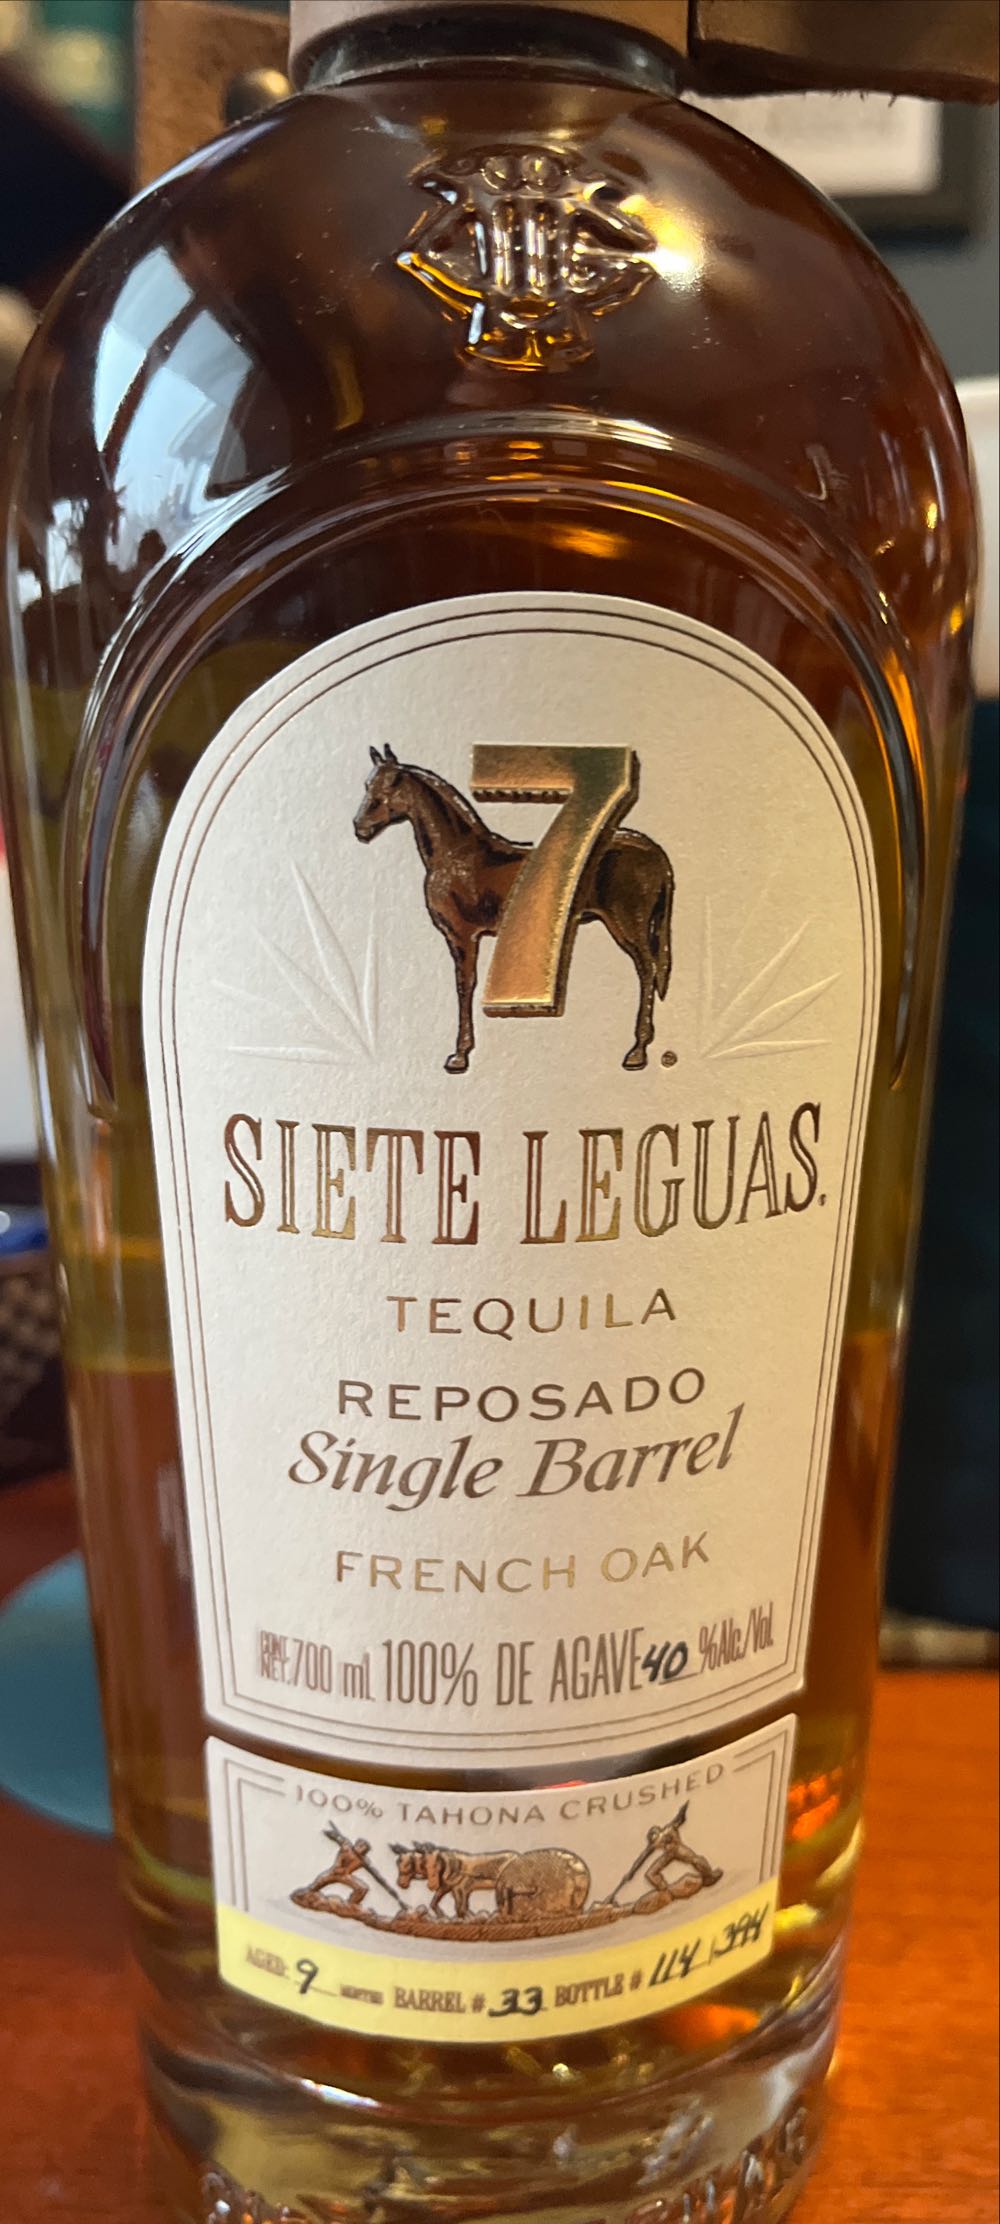 7
SIETE LEGUAS
TEQUILA
REPOSADO
Single Barrel
FRENCH OAK
CONT. NET. 700 ml 100% DE AGAVE 40 %Alc./Vol.
100% TAHONA CRUSHED
AGED: 9 MONTHS BARREL # 33 BOTTLE # 114 / 394